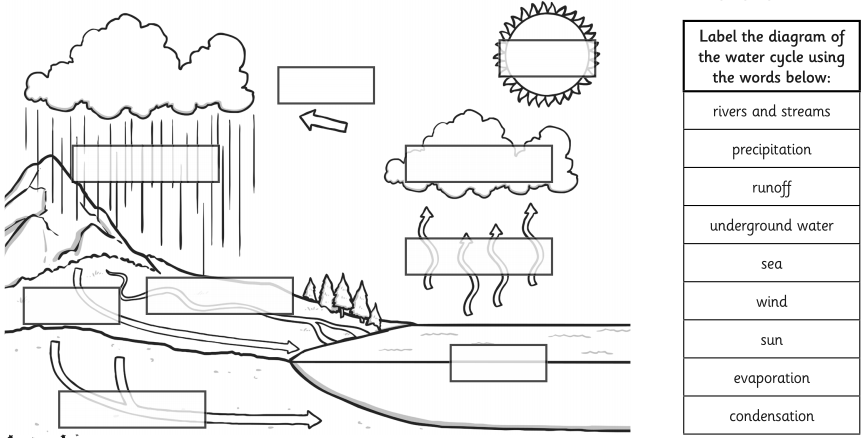 Label the diagram of
the water cycle using
the words below:
rivers and streams
precipitation
runoff
underground water
sea
wind
sun
evaporation
condensation